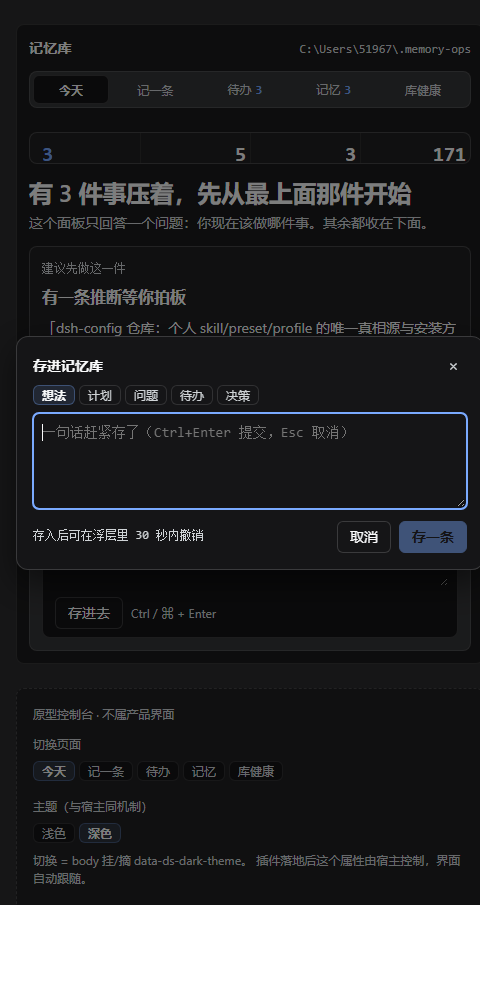 记忆库
C:\Users\51967\.memory-ops
今天 记一条 待办 3 记忆 3 库健康
3 5 3 171
有 3 件事压着，先从最上面那件开始
这个面板只回答一个问题：你现在该做哪件事。其余都收在下面。
建议先做这一件
有一条推断等你拍板
「dsh-config 仓库：个人 skill/preset/profile 的唯一真相源与安装方
存进记忆库 ×
想法 计划 问题 待办 决策
一句话赶紧存了（Ctrl+Enter 提交，Esc 取消）
存入后可在浮层里 30 秒内撤销
取消 存一条
存进去 Ctrl / ⌘ + Enter
原型控制台 · 不属产品界面
切换页面
今天 记一条 待办 记忆 库健康
主题（与宿主同机制）
浅色 深色
切换 = body 挂/摘 data-ds-dark-theme。 插件落地后这个属性由宿主控制，界面
自动跟随。